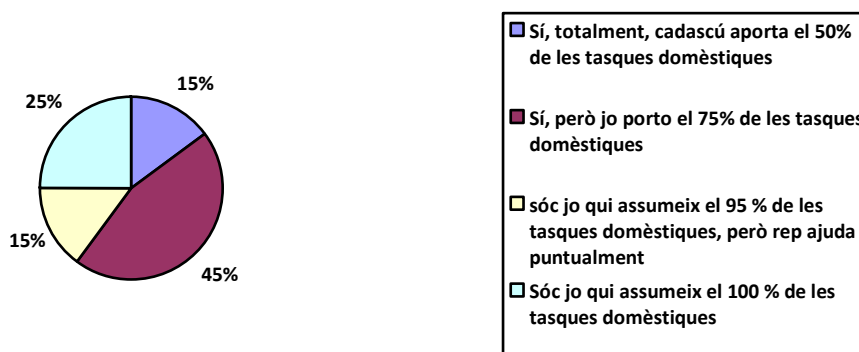 25%
15%
15%
45%
Sí, totalment, cadascú aporta el 50%
de les tasques domèstiques
Sí, però jo porto el 75% de les tasques
domèstiques
sóc jo qui assumeix el 95 % de les
tasques domèstiques, però rep ajuda
puntualment
Sóc jo qui assumeix el 100 % de les
tasques domèstiques